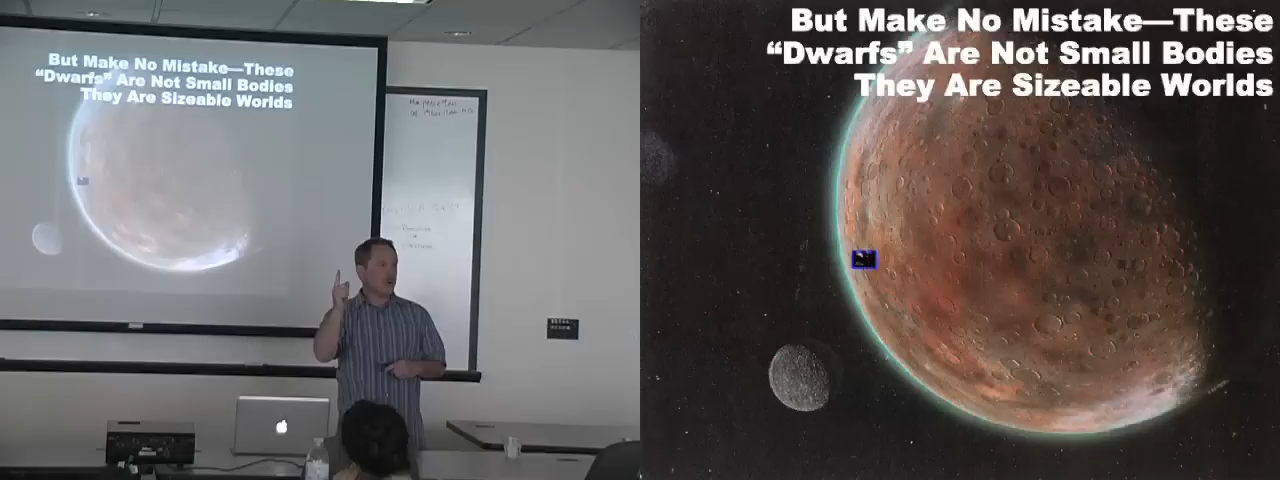 But Make No Mistake—These
“Dwarfs” Are Not Small Bodies
They Are Sizeable Worlds
But Make No Mistake—These
“Dwarfs” Are Not Small Bodies
They Are Sizeable Worlds